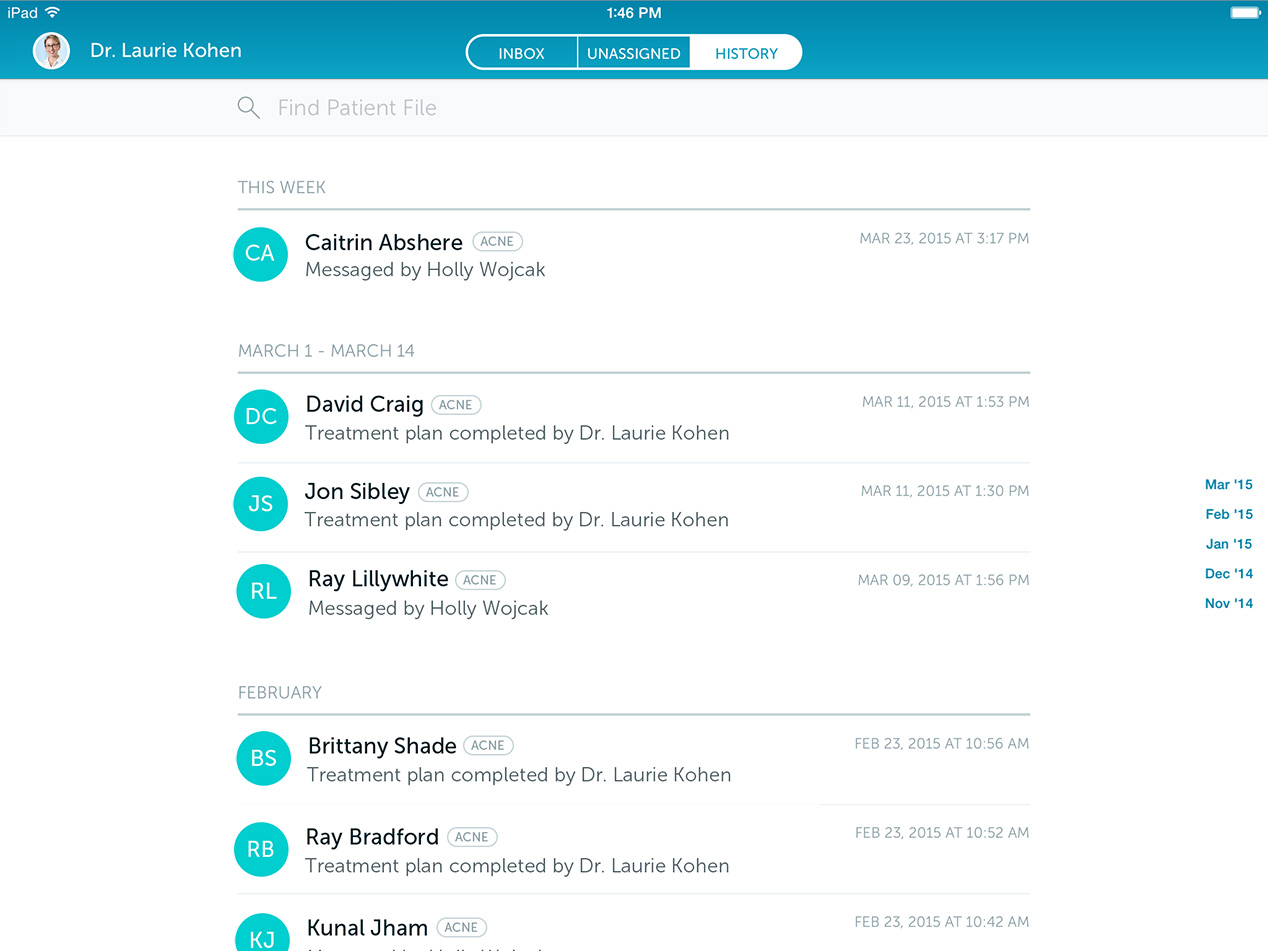 iPad
1:46 PM
Dr. Laurie Kohen
INBOX
UNASSIGNED
HISTORY
Find Patient File
THIS WEEK
CA
Caitrin Abshere ACNE
MAR 23, 2015 AT 3:17 PM
Messaged by Holly Wojcak
MARCH 1 - MARCH 14
DC
David Craig ACNE
MAR 11, 2015 AT 1:53 PM
Treatment plan completed by Dr. Laurie Kohen
JS
Jon Sibley ACNE
MAR 11, 2015 AT 1:30 PM
Treatment plan completed by Dr. Laurie Kohen
RL
Ray Lillywhite ACNE
MAR 09, 2015 AT 1:56 PM
Messaged by Holly Wojcak
Mar '15
Feb '15
Jan '15
Dec '14
Nov '14
FEBRUARY
BS
Brittany Shade ACNE
FEB 23, 2015 AT 10:56 AM
Treatment plan completed by Dr. Laurie Kohen
RB
Ray Bradford ACNE
FEB 23, 2015 AT 10:52 AM
Treatment plan completed by Dr. Laurie Kohen
KJ
Kunal Jham ACNE
FEB 23, 2015 AT 10:42 AM